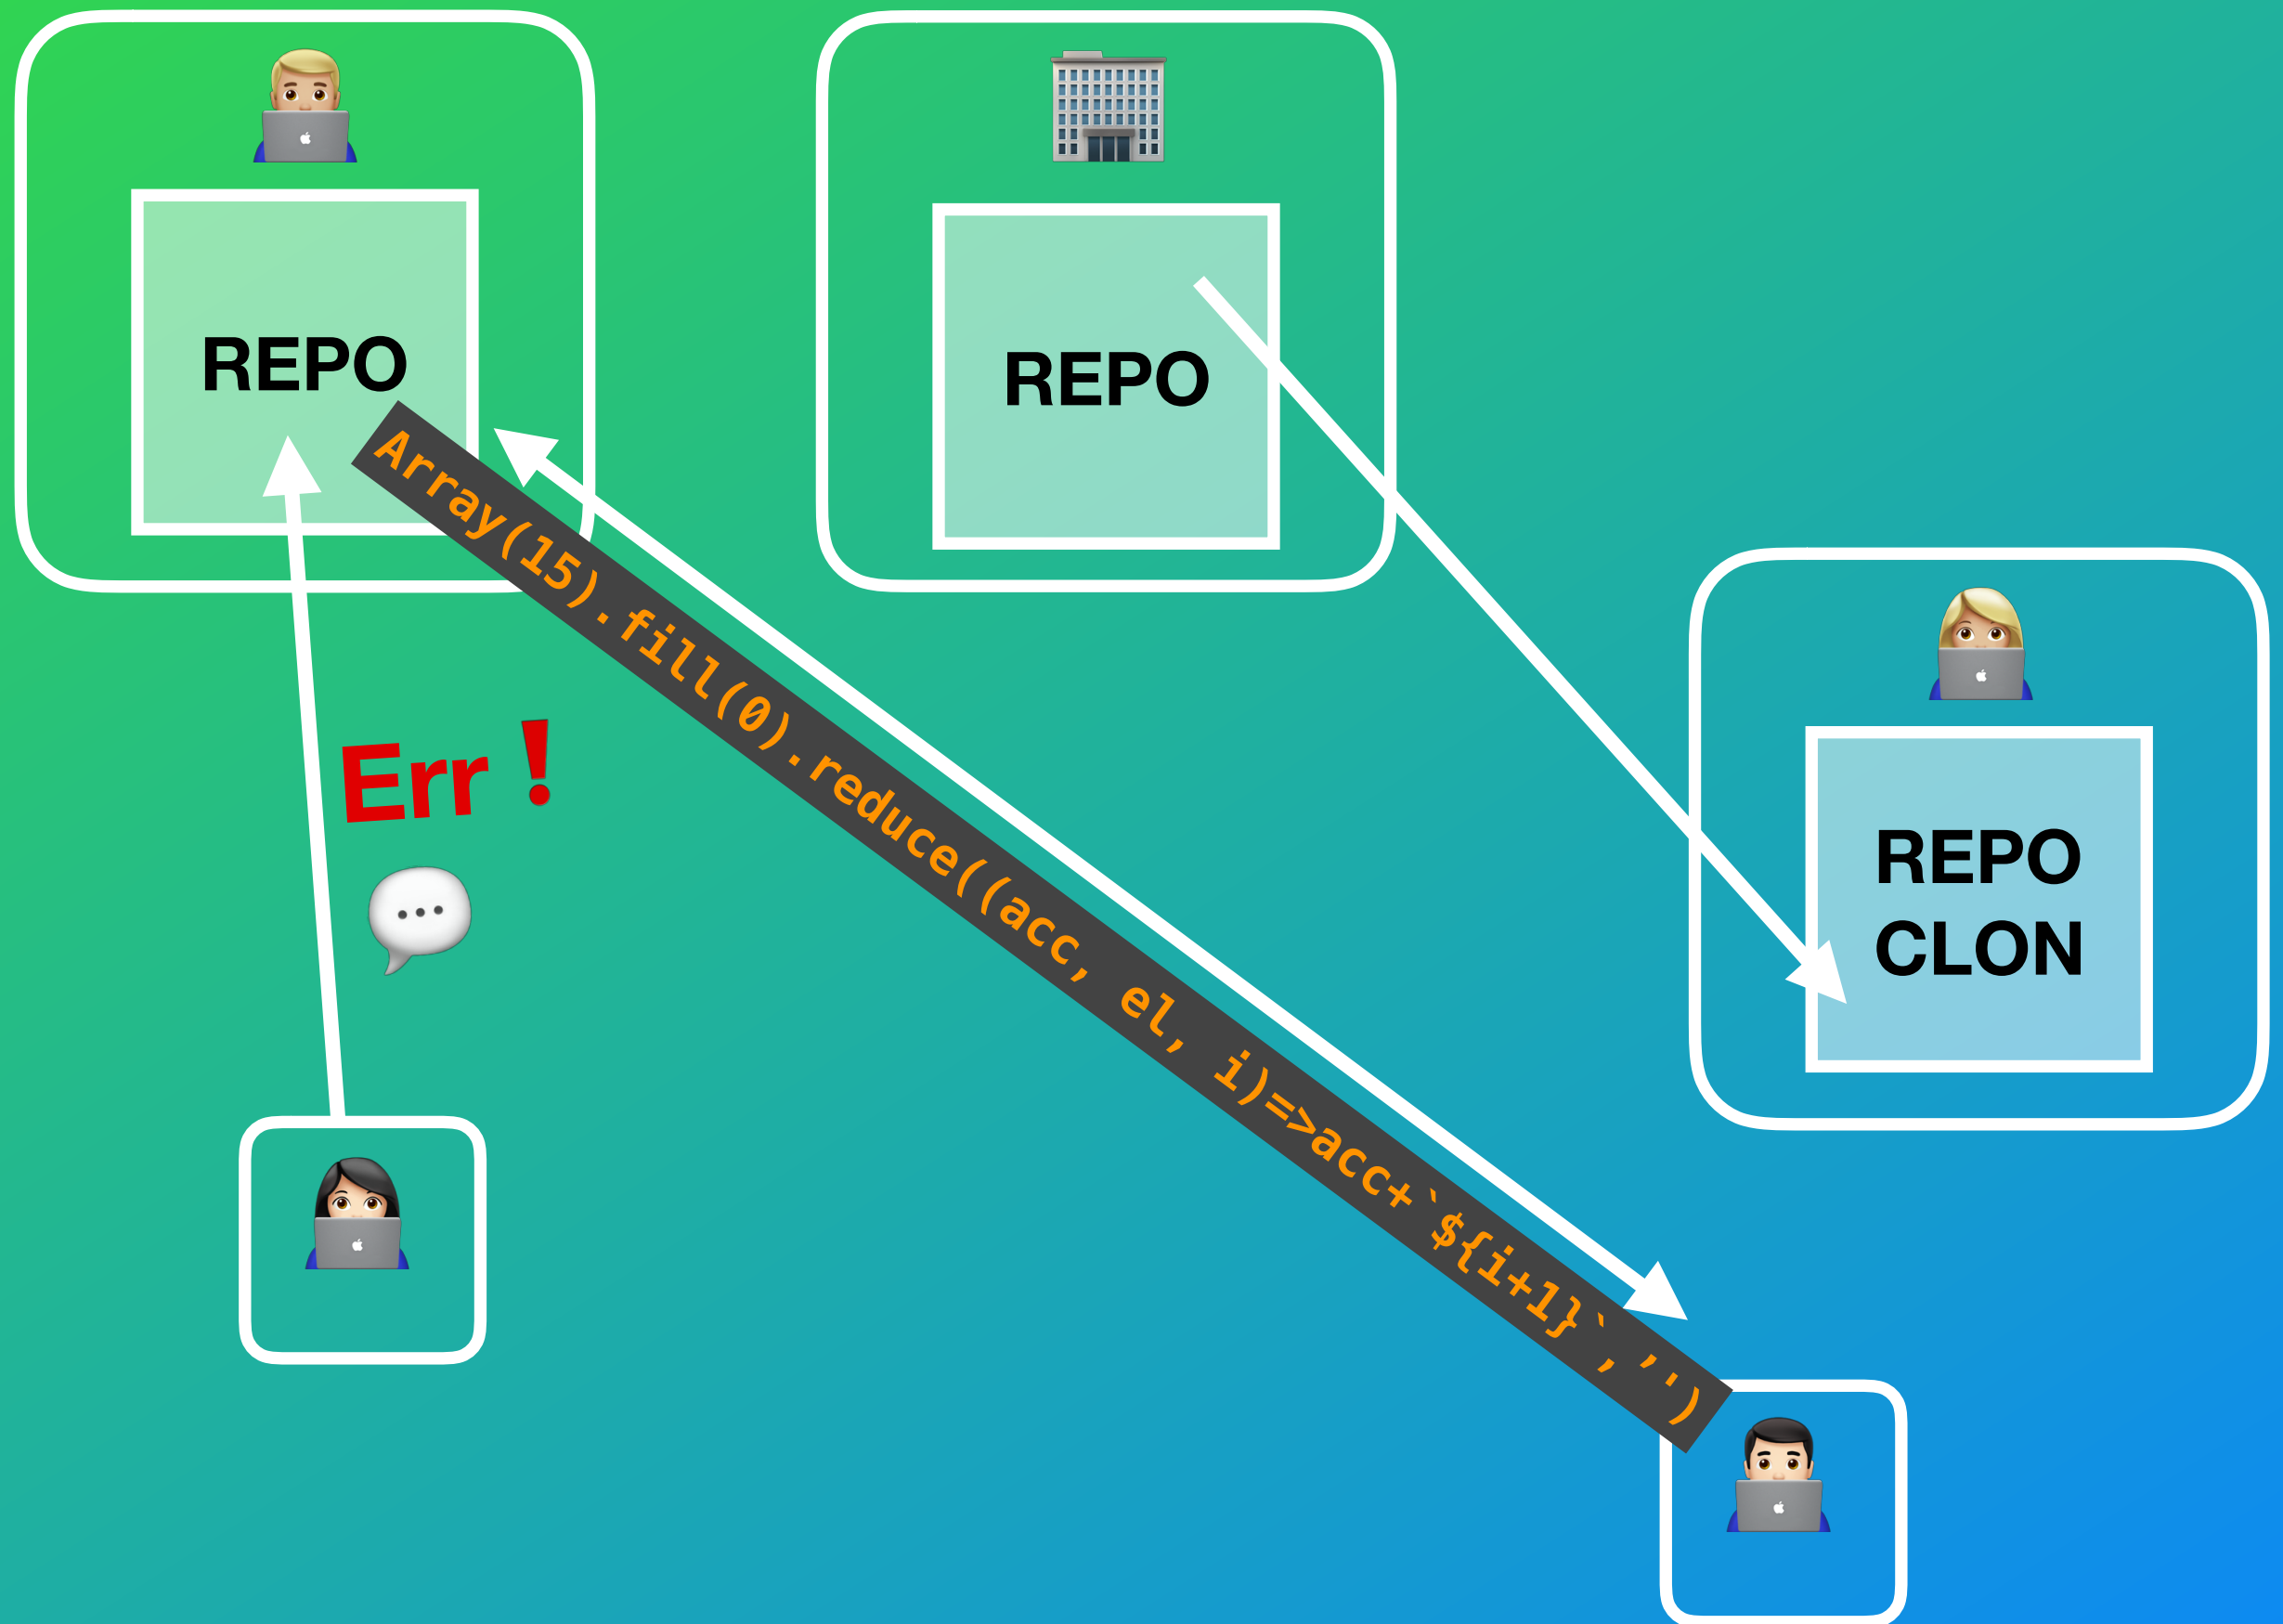 REPO
REPO
Array(15).fill(0).reduce((acc, el, i)=>acc+`${i+1}`,’')
Err❗
REPO
CLON